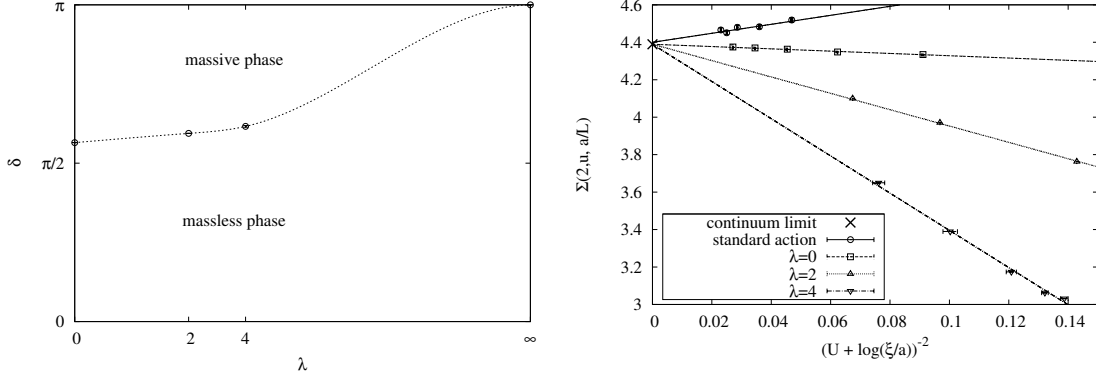 π
massive phase
δ
π/2
massless phase
0
0
2
4
∞
λ
4.6
4.4
4.2
4
3.8
3.6
3.4
3.2
3
Σ(2,u, a/L)
continuum limit
standard action
λ=0
λ=2
λ=4
0
0.02
0.04
0.06
0.08
0.1
0.12
0.14
(U + log(ξ/a))⁻²